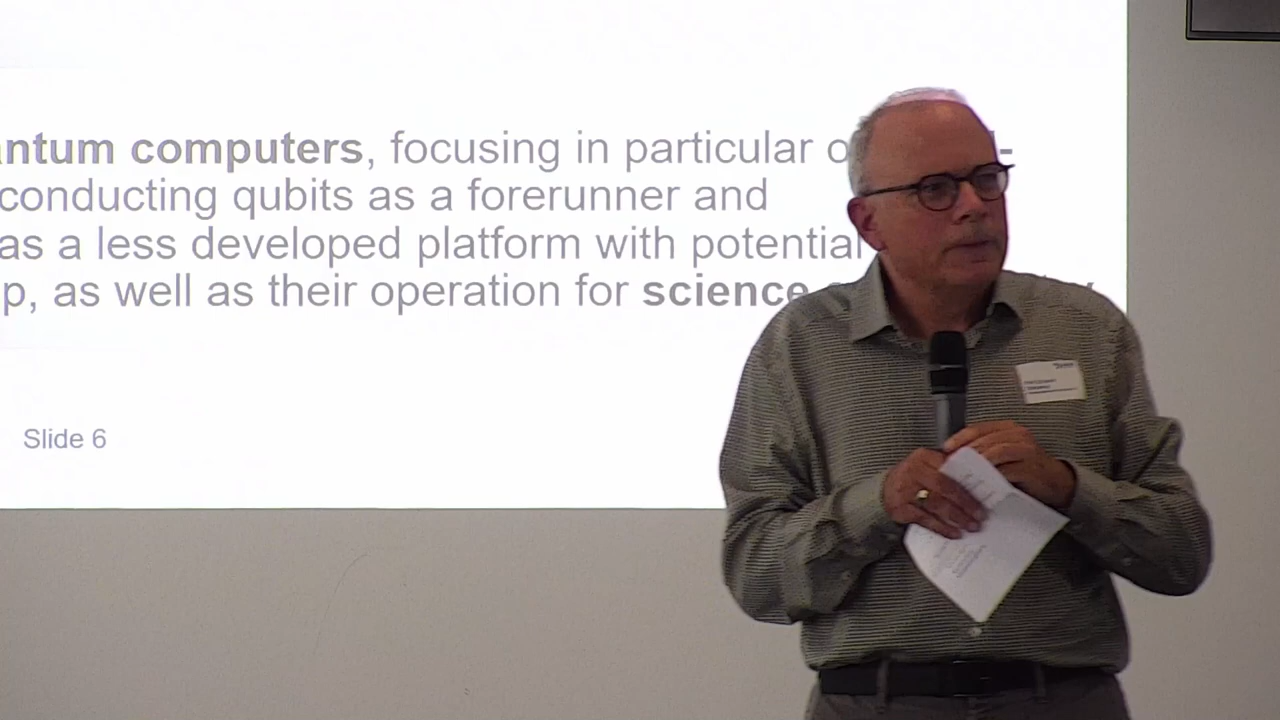 antum computers, focusing in particular o -
conducting qubits as a forerunner and
as a less developed platform with potential
p, as well as their operation for science
Slide 6